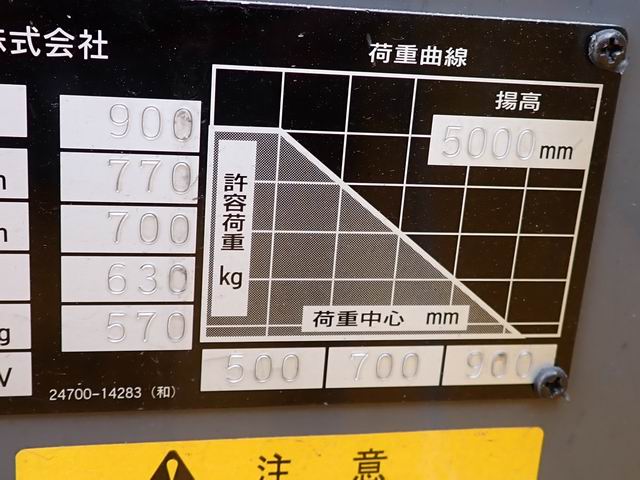 株式会社
荷重曲線
揚高
5000mm
900
770
700
630
570
許容荷重
kg
荷重中心 mm
500 700 900
m
m
g
V
24700-14283 (和)
注意